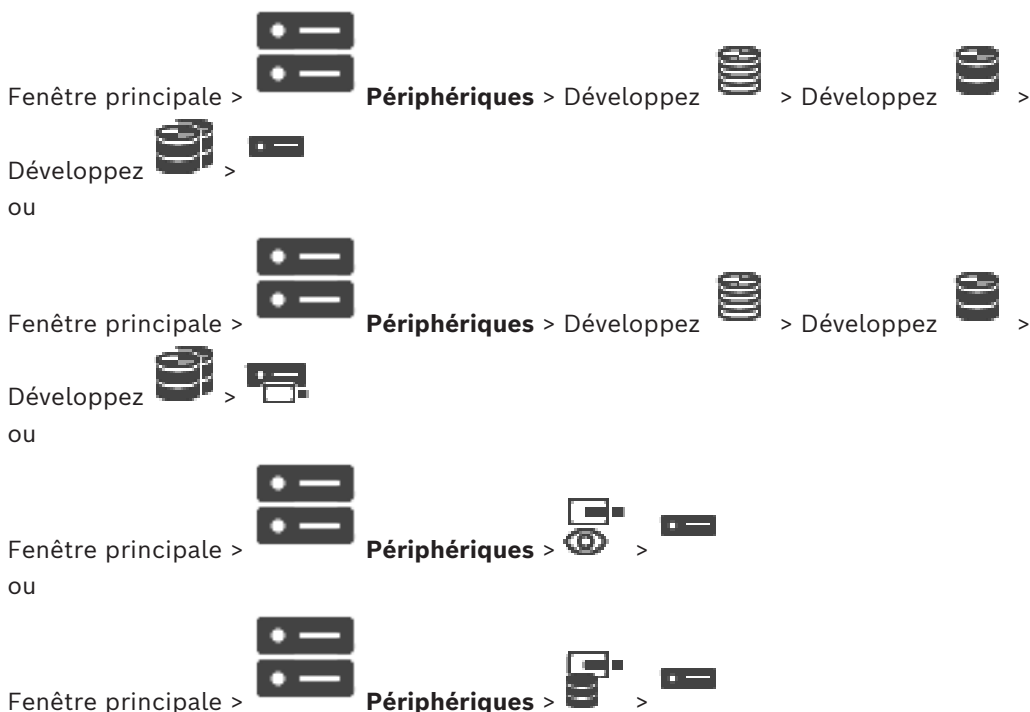 Fenêtre principale > Périphériques > Développez > Développez >
Développez >
ou
Fenêtre principale > Périphériques > Développez > Développez >
Développez >
ou
Fenêtre principale > Périphériques > >
ou
Fenêtre principale > Périphériques > >